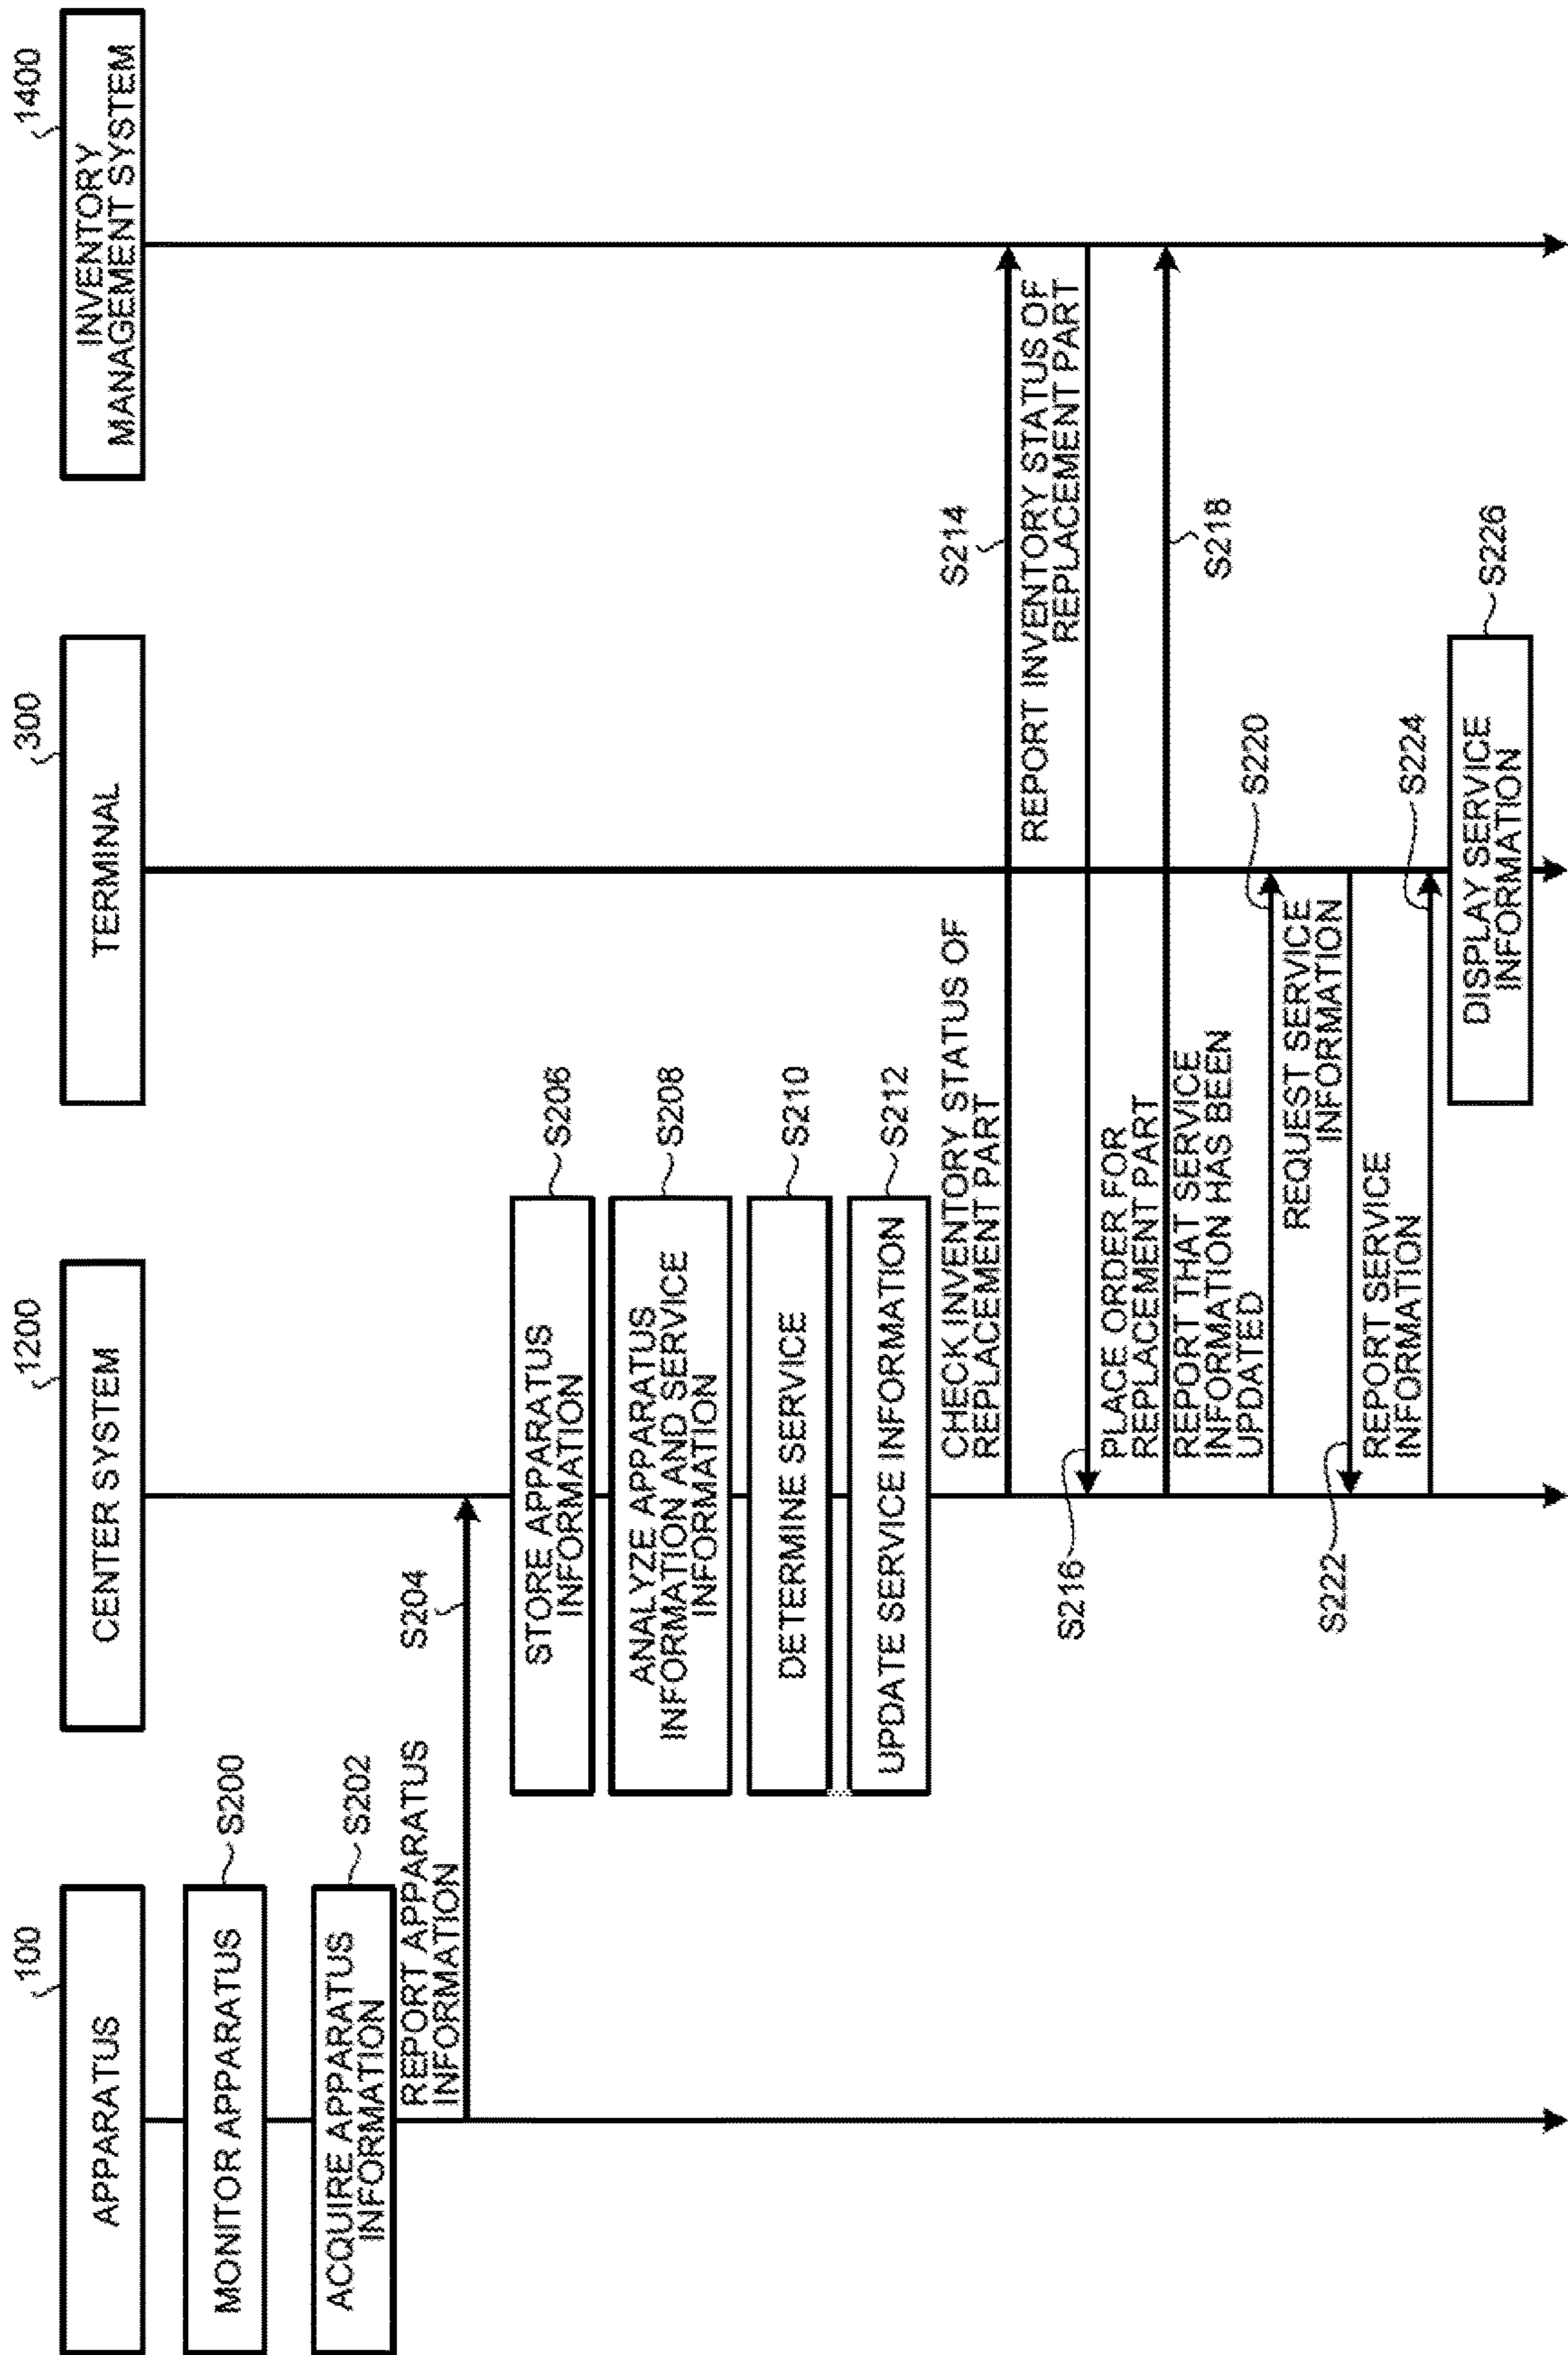 100
1200
300
1400
APPARATUS
CENTER SYSTEM
TERMINAL
INVENTORY
MANAGEMENT SYSTEM
MONITOR APPARATUS
S200
ACQUIRE APPARATUS
INFORMATION
S202
REPORT APPARATUS
INFORMATION
S204
STORE APPARATUS
INFORMATION
S206
ANALYZE APPARATUS
INFORMATION AND SERVICE
INFORMATION
S208
DETERMINE SERVICE
S210
UPDATE SERVICE INFORMATION
S212
CHECK INVENTORY STATUS OF
REPLACEMENT PART
S214
REPORT INVENTORY STATUS OF
REPLACEMENT PART
S216
PLACE ORDER FOR
REPLACEMENT PART
S218
REPORT THAT SERVICE
INFORMATION HAS BEEN
UPDATED
S220
REQUEST SERVICE
INFORMATION
S222
REPORT SERVICE
INFORMATION
S224
DISPLAY SERVICE
INFORMATION
S226